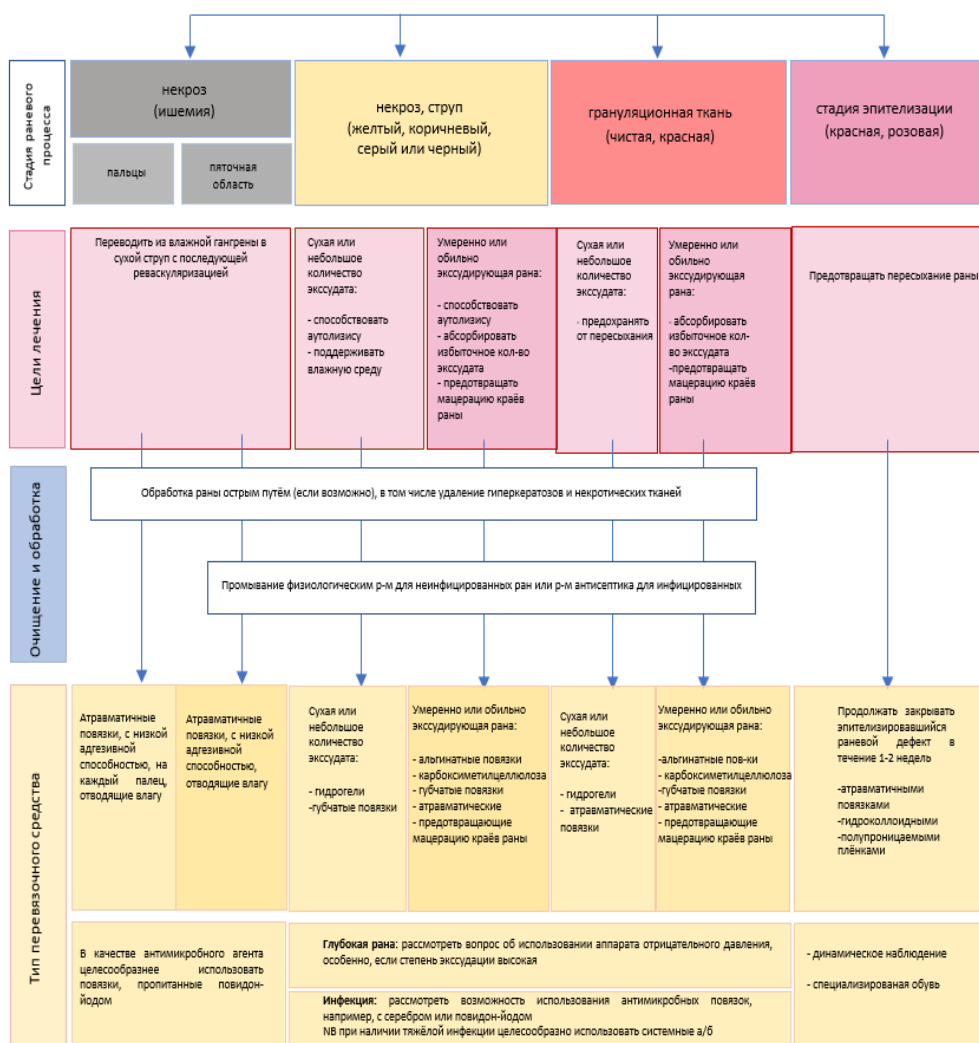 Стадия раневого
процесса
некроз
(ишемия)
пальцы
пяточная
область
некроз, струп
(желтый, коричневый,
серый или черный)
грануляционная ткань
(чистая, красная)
стадия эпителизации
(красная, розовая)
Цели лечения
Переводить из влажной гангрены в
сухой струп с последующей
реваскуляризацией
Сухая или
небольшое
количество
экссудата:
- способствовать
аутолизису
- поддерживать
влажную среду
Умеренно или
обильно
экссудирующая рана:
- способствовать
аутолизису
- абсорбировать
избыточное кол-во
экссудата
- предотвращать
мацерацию краёв
раны
Сухая или
небольшое
количество
экссудата:
- предохранять
от пересыхания
Умеренно или
обильно
экссудирующая
рана:
- абсорбировать
избыточное кол-
во экссудата
-предотвращать
мацерацию краёв
раны
Предотвращать пересыхание раны
Очищение и обработка
Обработка раны острым путём (если возможно), в том числе удаление гиперкератозов и некротических тканей
Промывание физиологическим р-м для неинфицированных ран или р-м антисептика для инфицированных
Тип перевязочного средства
Атравматичные
повязки, с низкой
адгезивной
способностью, на
каждый палец,
отводящие влагу
Атравматичные
повязки, с низкой
адгезивной
способностью,
отводящие влагу
Сухая или
небольшое
количество
экссудата:
- гидрогели
-губчатые повязки
Умеренно или обильно
экссудирующая рана:
- альгинатные повязки
- карбоксиметилцеллюлоза
- губчатые повязки
- атравматические
- предотвращающие
мацерацию краёв раны
Сухая или
небольшое
количество
экссудата:
- гидрогели
- атравматические
повязки
Умеренно или обильно
экссудирующая рана:
-альгинатные пов-ки
- карбоксиметилцеллюлоза
-губчатые повязки
- атравматические
- предотвращающие
мацерацию краёв раны
Продолжать закрывать
эпителизировавшийся
раневой дефект в
течение 1-2 недель
-атравматичными
повязками
-гидроколлоидными
-полупроницаемыми
плёнками
В качестве антимикробного агента
целесообразнее использовать
повязки, пропитанные повидон-
йодом
Глубокая рана: рассмотреть вопрос об использовании аппарата отрицательного давления,
особенно, если степень экссудации высокая
Инфекция: рассмотреть возможность использования антимикробных повязок,
например, с серебром или повидон-йодом
NB при наличии тяжёлой инфекции целесообразно использовать системные а/б
- динамическое наблюдение
- специализированая обувь